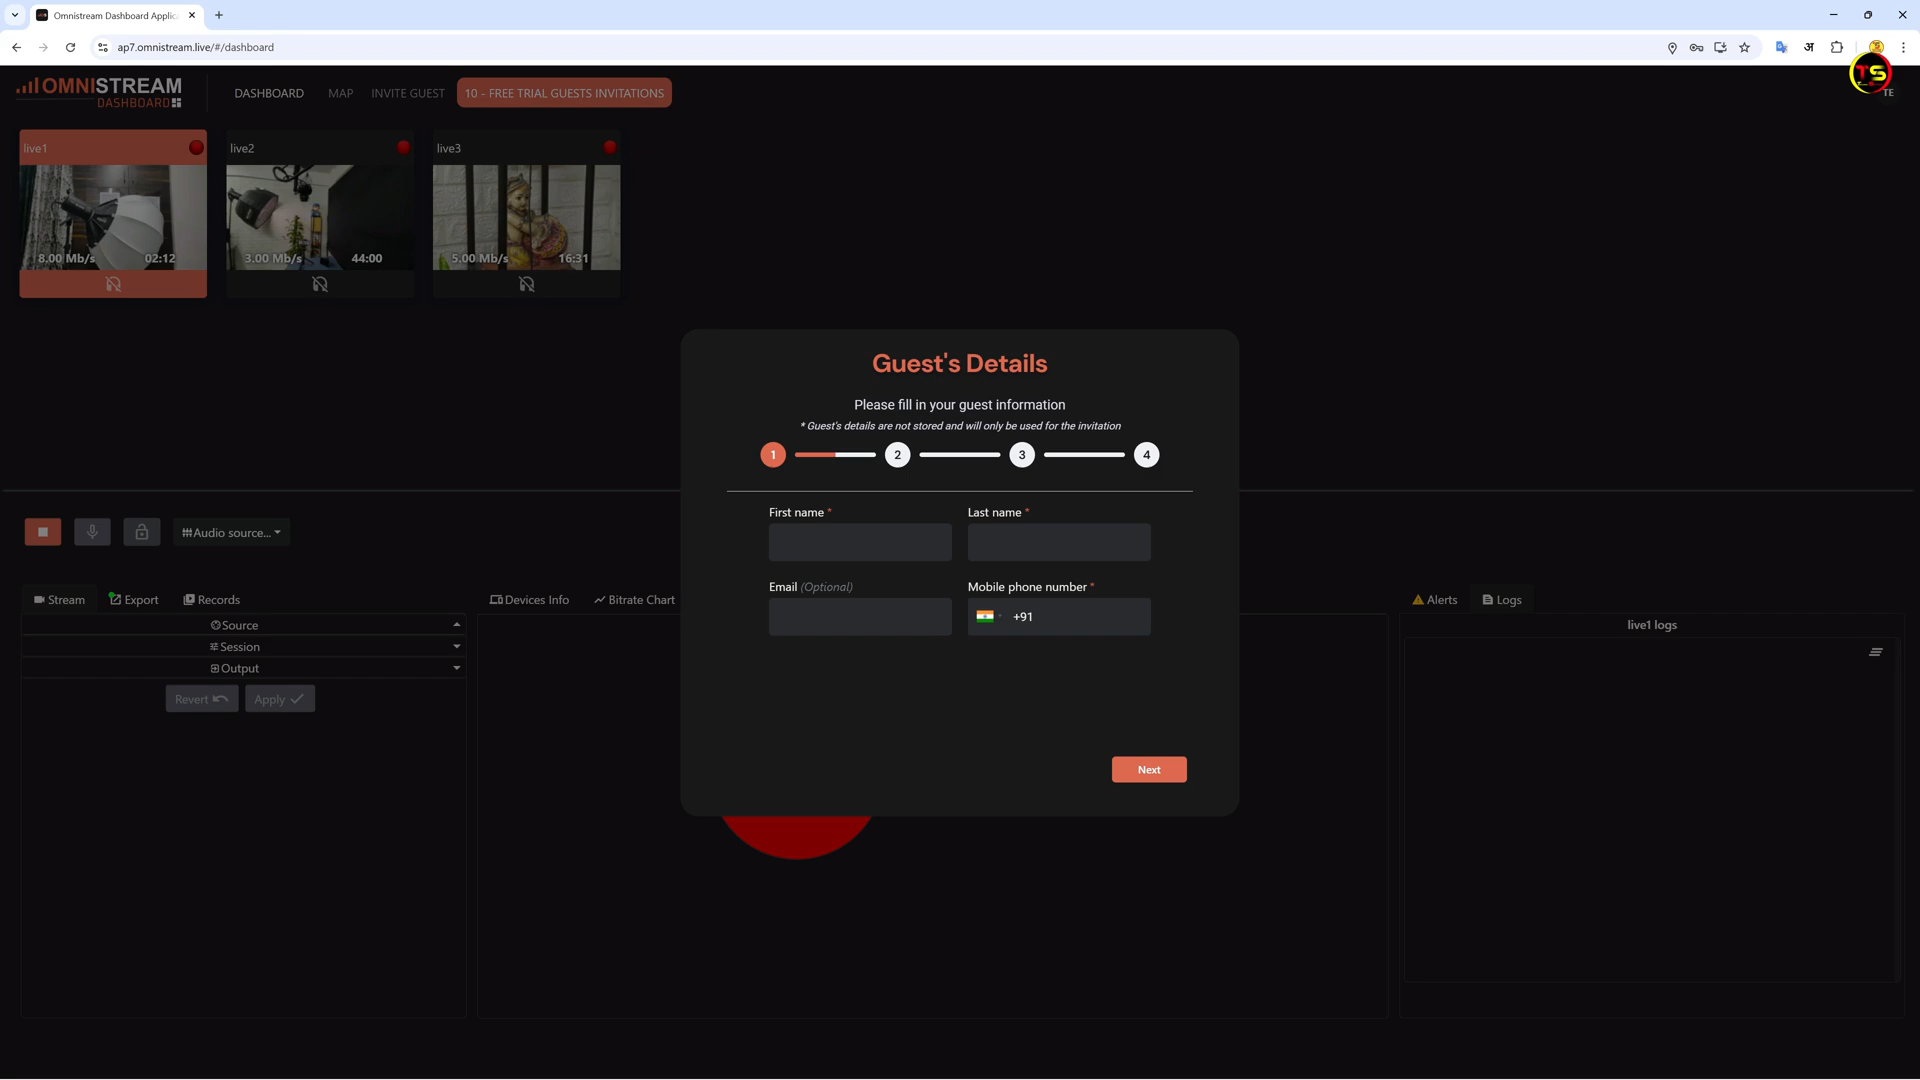 Omnistream Dashboard Applic
ap7.omnistream.live/#/dashboard
अ
OMNISTREAM
DASHBOARD
DASHBOARD
MAP
INVITE GUEST
10 - FREE TRIAL GUESTS INVITATIONS
TS
TE
live1
live2
live3
8.00 Mb/s 02:12
3.00 Mb/s 44:00
5.00 Mb/s 16:31
Guest's Details
Please fill in your guest information
* Guest's details are not stored and will only be used for the invitation
1 2 3 4
First name *
Last name *
Audio source...
Email (Optional)
Mobile phone number *
+91
Stream
Export
Records
Devices Info
Bitrate Chart
Alerts
Logs
Source
Session
Output
live1 logs
Revert
Apply
Next